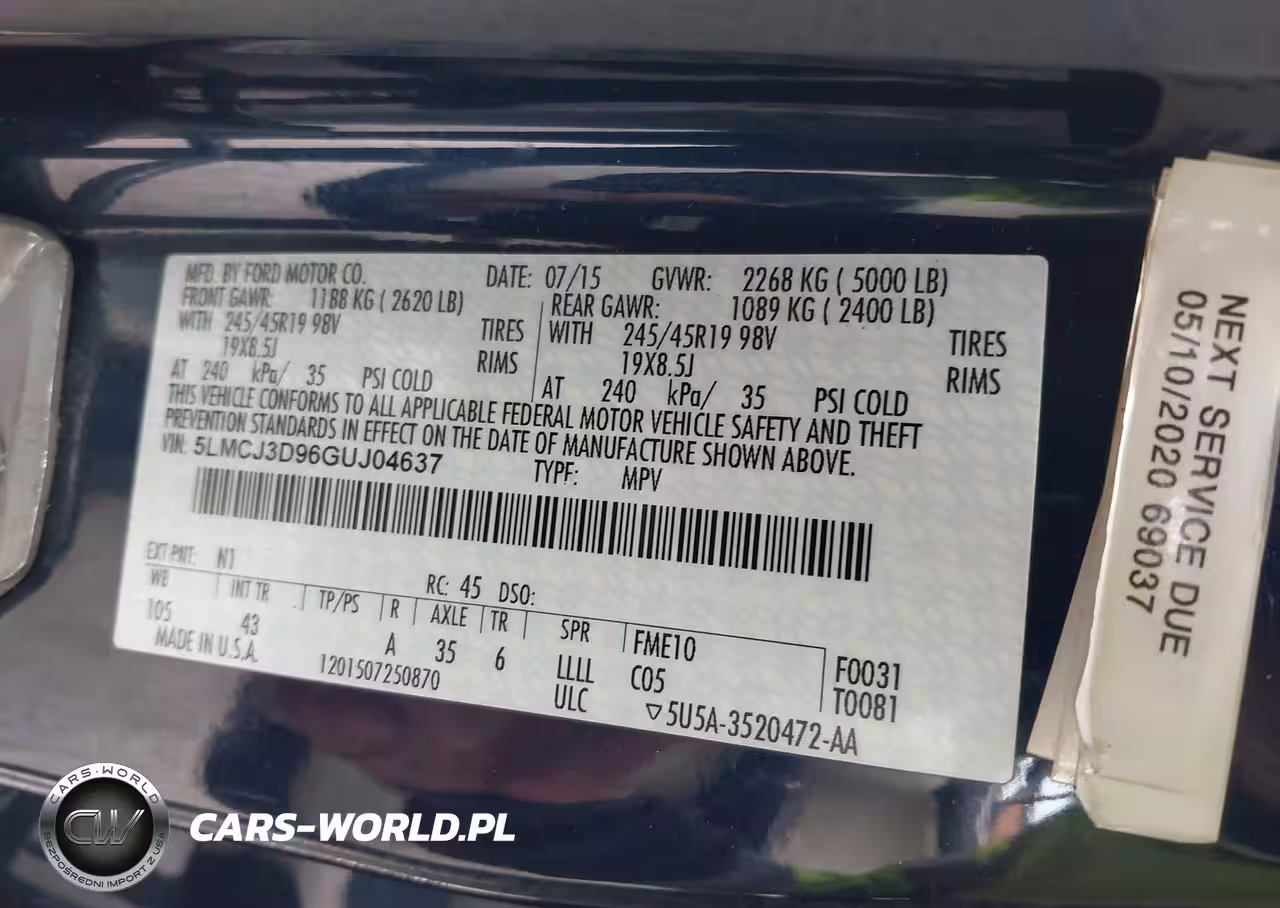 MFD. BY FORD MOTOR CO. DATE: 07/15 GVWR: 2268 KG ( 5000 LB)
FRONT GAWR: 1188 KG ( 2620 LB) REAR GAWR: 1089 KG ( 2400 LB)
WITH 245/45R19 98V TIRES WITH 245/45R19 98V TIRES
19X8.5J RIMS 19X8.5J RIMS
AT 240 kPa/ 35 PSI COLD AT 240 kPa/ 35 PSI COLD
THIS VEHICLE CONFORMS TO ALL APPLICABLE FEDERAL MOTOR VEHICLE SAFETY AND THEFT
PREVENTION STANDARDS IN EFFECT ON THE DATE OF MANUFACTURE SHOWN ABOVE.
VIN: 5LMCJ3D96GUJ04637 TYPE: MPV
EXT PNT: N1 RC: 45 DSO:
WB INT TR TP/PS R AXLE TR SPR FME10 F0031
105 43 A 35 6 LLLL C05 T0081
MADE IN U.S.A. 1201507250870 ULC ▽5U5A-3520472-AA
NEXT SERVICE DUE
05/10/2020 69037
CARS-WORLD
CW
BEZPOŚREDNI IMPORT Z USA
CARS-WORLD.PL